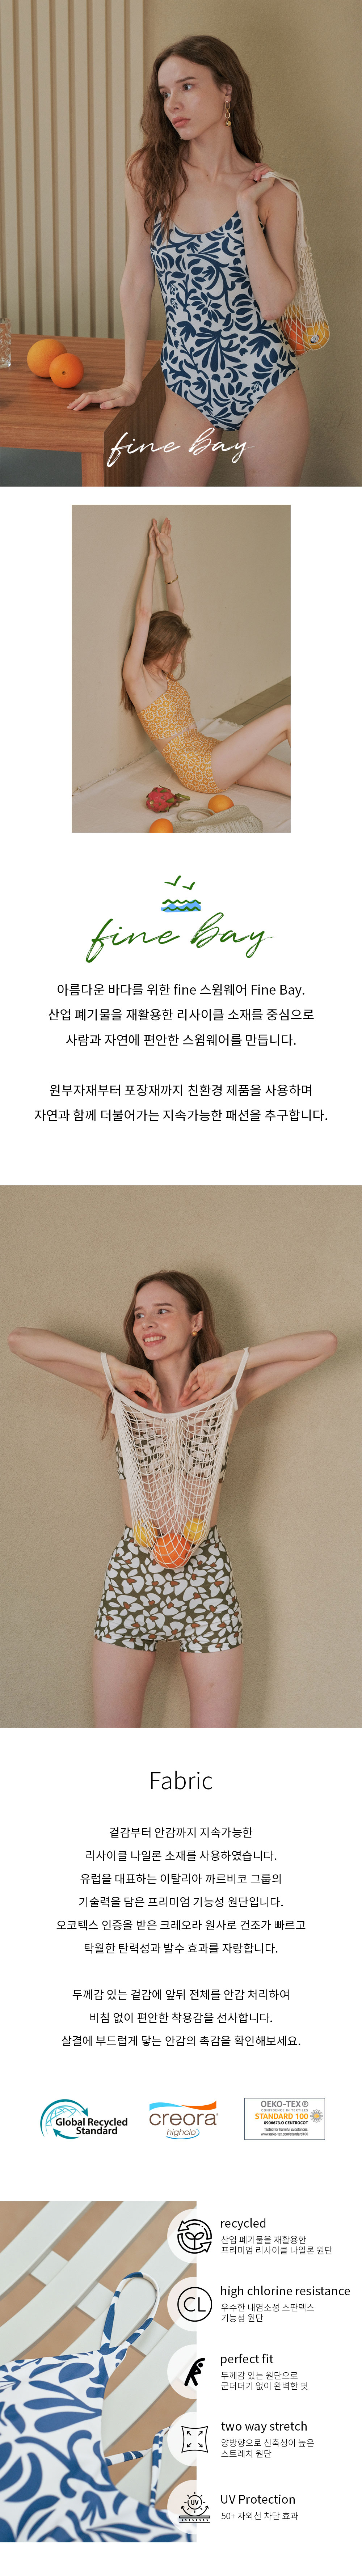 fine Bay
fine Bay
아름다운 바다를 위한 fine 스윔웨어 Fine Bay.
산업 폐기물을 재활용한 리사이클 소재를 중심으로
사람과 자연에 편안한 스윔웨어를 만듭니다.
원부자재부터 포장재까지 친환경 제품을 사용하며
자연과 함께 더불어가는 지속가능한 패션을 추구합니다.
Fabric
겉감부터 안감까지 지속가능한
리사이클 나일론 소재를 사용하였습니다.
유럽을 대표하는 이탈리아 까르비코 그룹의
기술력을 담은 프리미엄 기능성 원단입니다.
오코텍스 인증을 받은 크레오라 원사로 건조가 빠르고
탁월한 탄력성과 발수 효과를 자랑합니다.
두께감 있는 겉감에 앞뒤 전체를 안감 처리하여
비침 없이 편안한 착용감을 선사합니다.
살결에 부드럽게 닿는 안감의 촉감을 확인해보세요.
Global Recycled
Standard
creora®
highclo™
OEKO-TEX®
CONFIDENCE IN TEXTILES
STANDARD 100
0906673.O CENTROCOT
Tested for harmful substances.
www.oeko-tex.com/standard100
recycled
산업 폐기물을 재활용한
프리미엄 리사이클 나일론 원단
CL
high chlorine resistance
우수한 내염소성 스판덱스
기능성 원단
perfect fit
두께감 있는 원단으로
군더더기 없이 완벽한 핏
two way stretch
양방향으로 신축성이 높은
스트레치 원단
UV
UV Protection
50+ 자외선 차단 효과